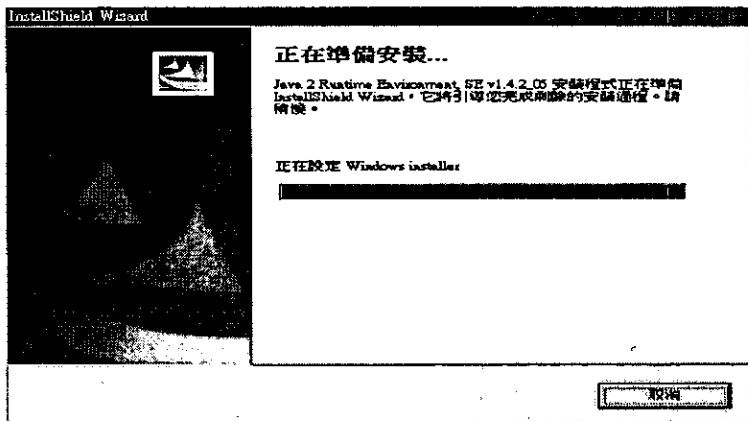 InstallShield Wizard
正在準備安裝...
Java 2 Runtime Environment, SE v1.4.2_05 安裝程式正在準備
InstallShield Wizard，它將引導您完成剩餘的安裝過程。請
稍後。
正在設定 Windows installer
取消